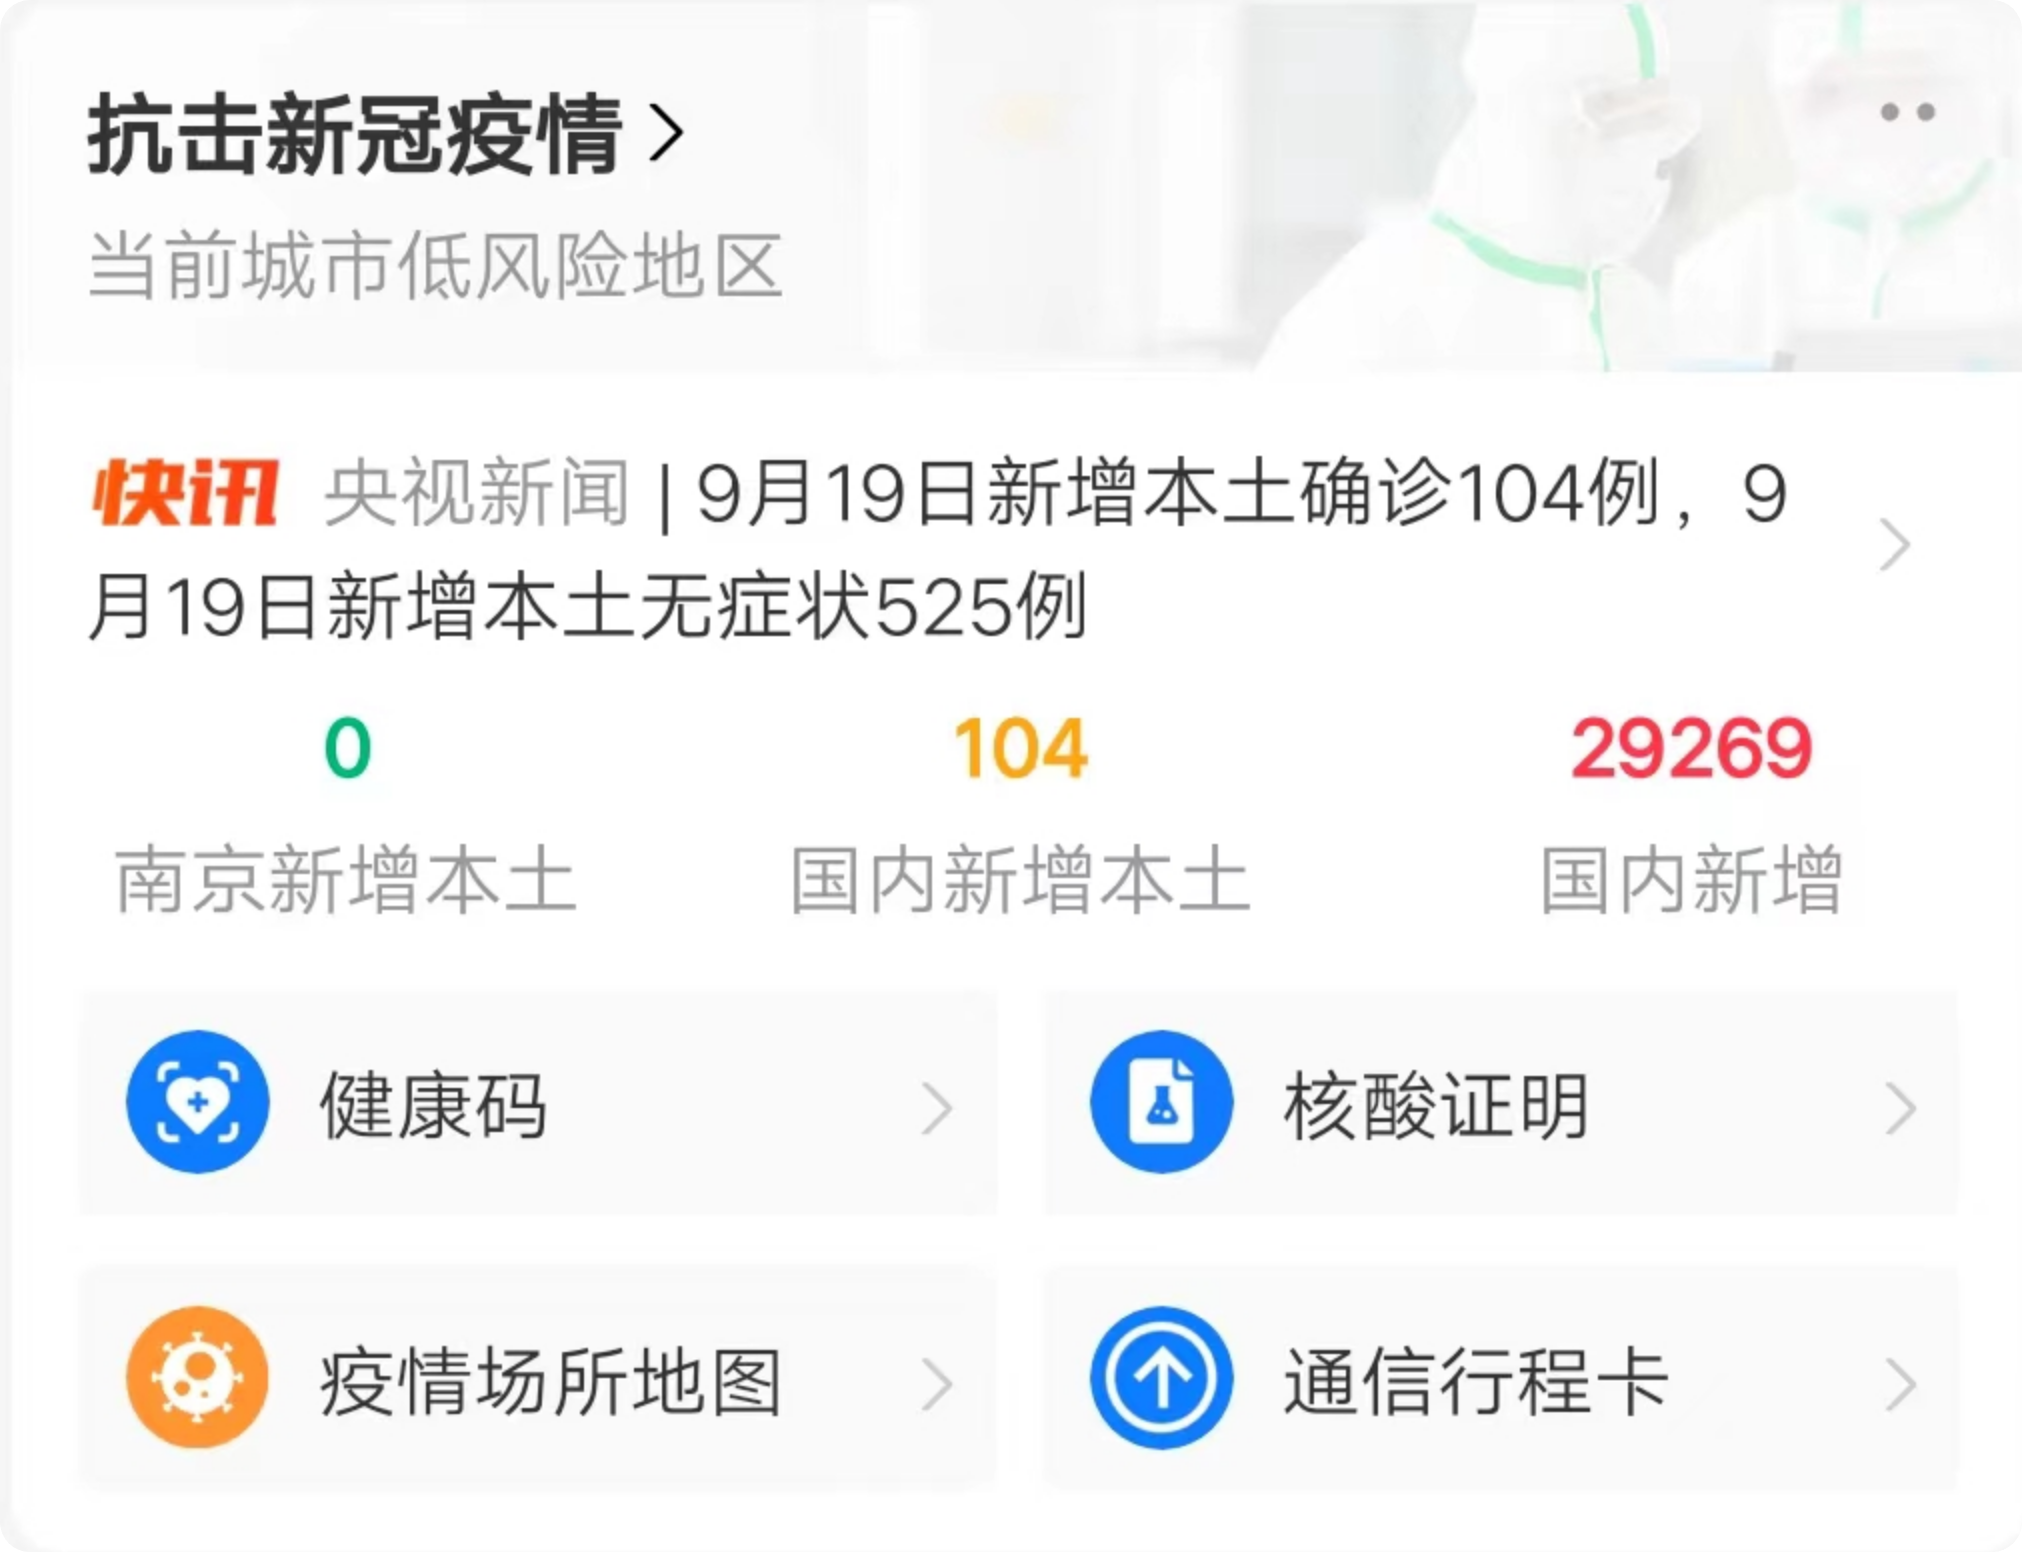 抗击新冠疫情
当前城市低风险地区
快讯 央视新闻 | 9月19日新增本土确诊104例，9
月19日新增本土无症状525例
0 104 29269
南京新增本土 国内新增本土 国内新增
健康码 核酸证明
疫情场所地图 通信行程卡